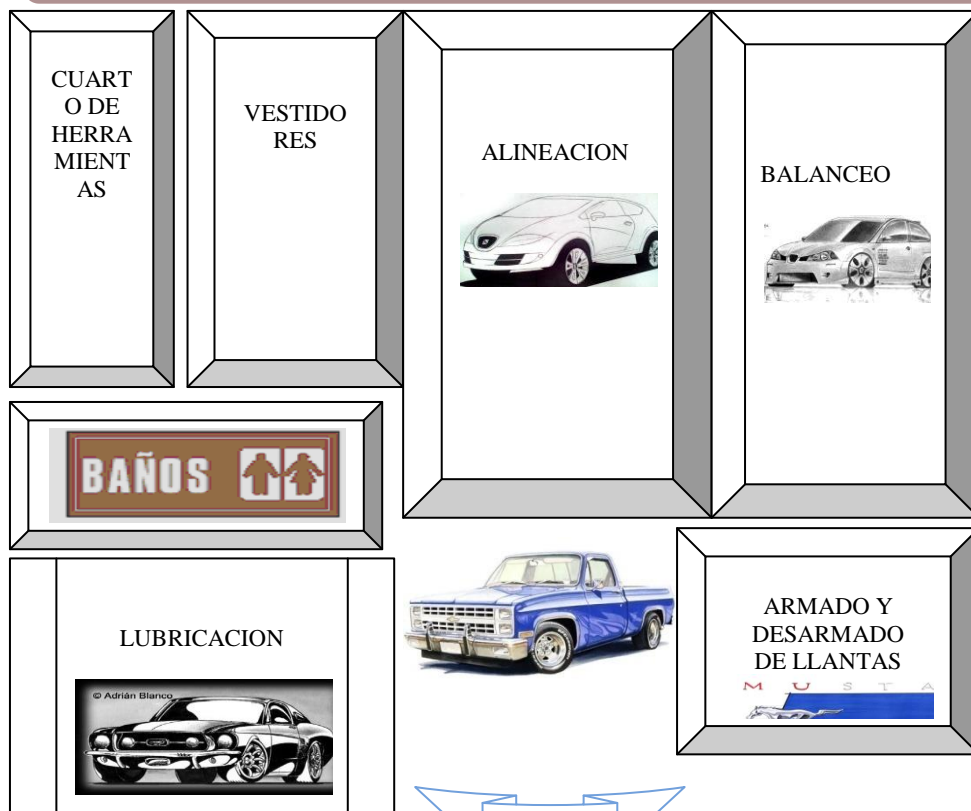 CUART
O DE
HERRA
MIENT
AS
VESTIDO
RES
ALINEACION
BALANCEO
BAÑOS
LUBRICACION
© Adrián Blanco
ARMADO Y
DESARMADO
DE LLANTAS
M U S T A